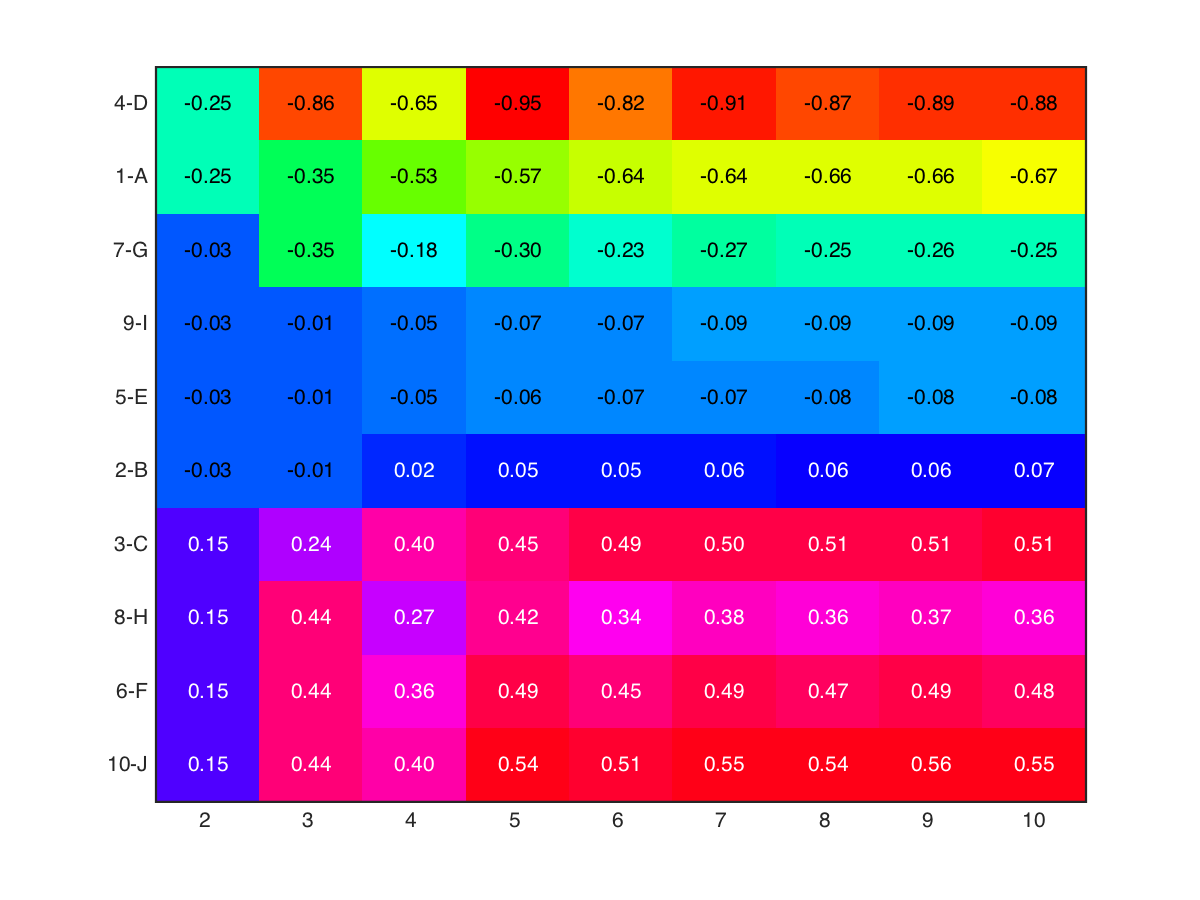 4-D -0.25 -0.86 -0.65 -0.95 -0.82 -0.91 -0.87 -0.89 -0.88
1-A -0.25 -0.35 -0.53 -0.57 -0.64 -0.64 -0.66 -0.66 -0.67
7-G -0.03 -0.35 -0.18 -0.30 -0.23 -0.27 -0.25 -0.26 -0.25
9-I -0.03 -0.01 -0.05 -0.07 -0.07 -0.09 -0.09 -0.09 -0.09
5-E -0.03 -0.01 -0.05 -0.06 -0.07 -0.07 -0.08 -0.08 -0.08
2-B -0.03 -0.01 0.02 0.05 0.05 0.06 0.06 0.06 0.07
3-C 0.15 0.24 0.40 0.45 0.49 0.50 0.51 0.51 0.51
8-H 0.15 0.44 0.27 0.42 0.34 0.38 0.36 0.37 0.36
6-F 0.15 0.44 0.36 0.49 0.45 0.49 0.47 0.49 0.48
10-J 0.15 0.44 0.40 0.54 0.51 0.55 0.54 0.56 0.55
2 3 4 5 6 7 8 9 10